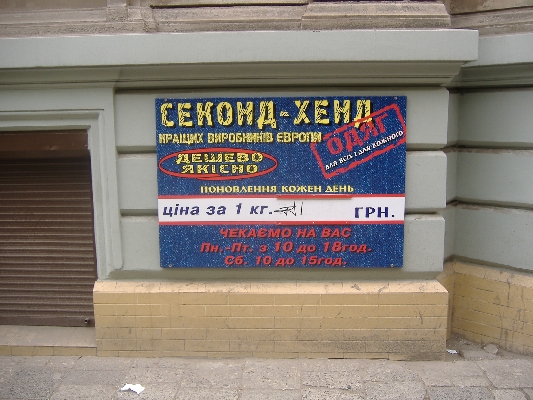 СЕКОНД-ХЕНД
КРАЩИХ ВИРОБНИКІВ ЄВРОПИ
ОДЯГ
ДЛЯ ВСІХ І ДЛЯ КОЖНОГО
ДЕШЕВО
ЯКІСНО
ПОНОВЛЕННЯ КОЖЕН ДЕНЬ
ціна за 1 кг. ГРН.
ЧЕКАЄМО НА ВАС
Пн.-Пт. з 10 до 18год.
Сб. 10 до 15год.